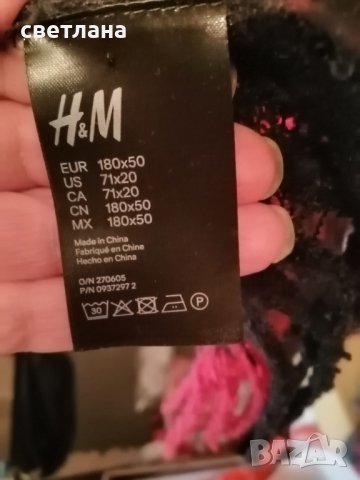 светлана
H&M
EUR 180x50
US 71x20
CA 71x20
CN 180x50
MX 180x50
Made in China
Fabriqué en Chine
Hecho en China
O/N 270605
P/N 0937297 2
30 P
BAZAR